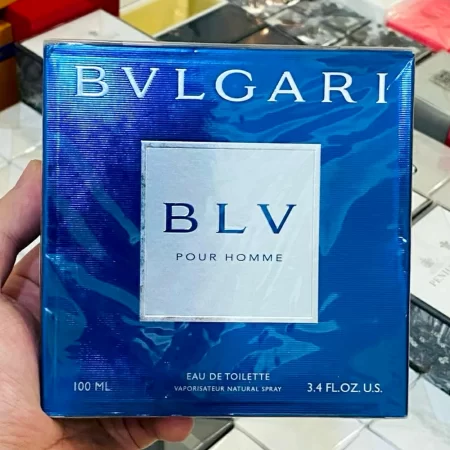 BVLGARI
BLV
POUR HOMME
EAU DE TOILETTE
100 ML VAPORISATEUR NATURAL SPRAY 3.4 FL.OZ. U.S.